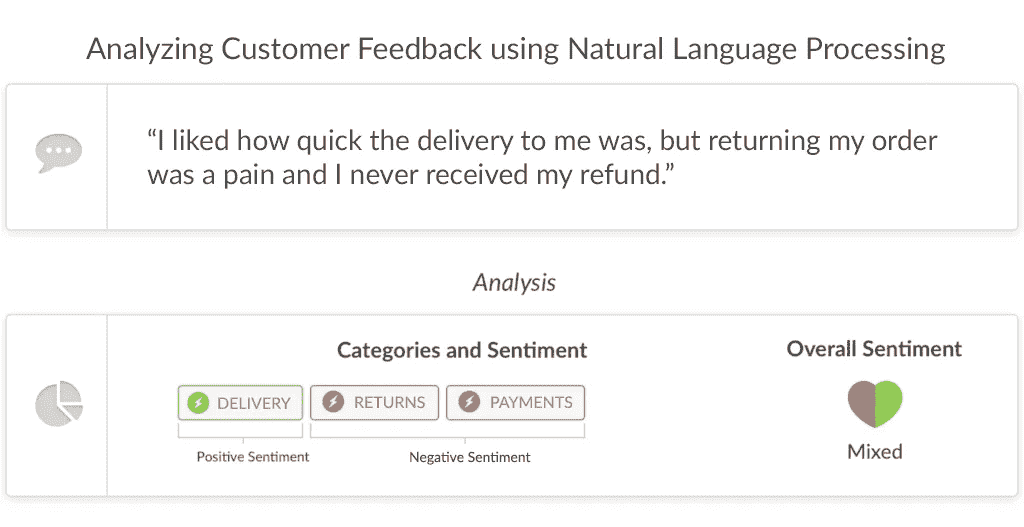 Analyzing Customer Feedback using Natural Language Processing
“I liked how quick the delivery to me was, but returning my order
was a pain and I never received my refund.”
Analysis
Categories and Sentiment
DELIVERY
RETURNS
PAYMENTS
Positive Sentiment
Negative Sentiment
Overall Sentiment
Mixed